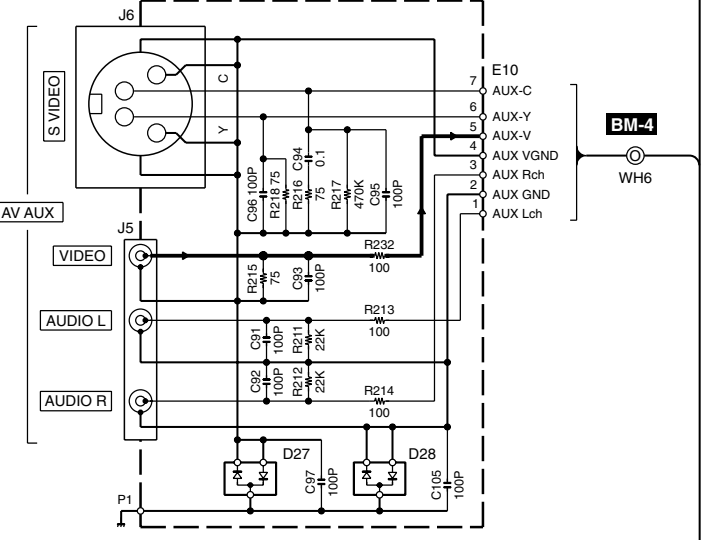 J6
E10
S VIDEO
C
Y
7 AUX-C
6 AUX-Y
5 AUX-V
4 AUX VGND
3 AUX Rch
2 AUX GND
1 AUX Lch
BM-4
WH6
C96 100P
R218 75
R216 75
C94 0.1
R217 470K
C95 100P
AV AUX
J5
VIDEO
R232 100
R215 75
C93 100P
AUDIO L
R213 100
C91 100P
R211 22K
C92 100P
R212 22K
AUDIO R
R214 100
D27
D28
C97 100P
C105 100P
P1